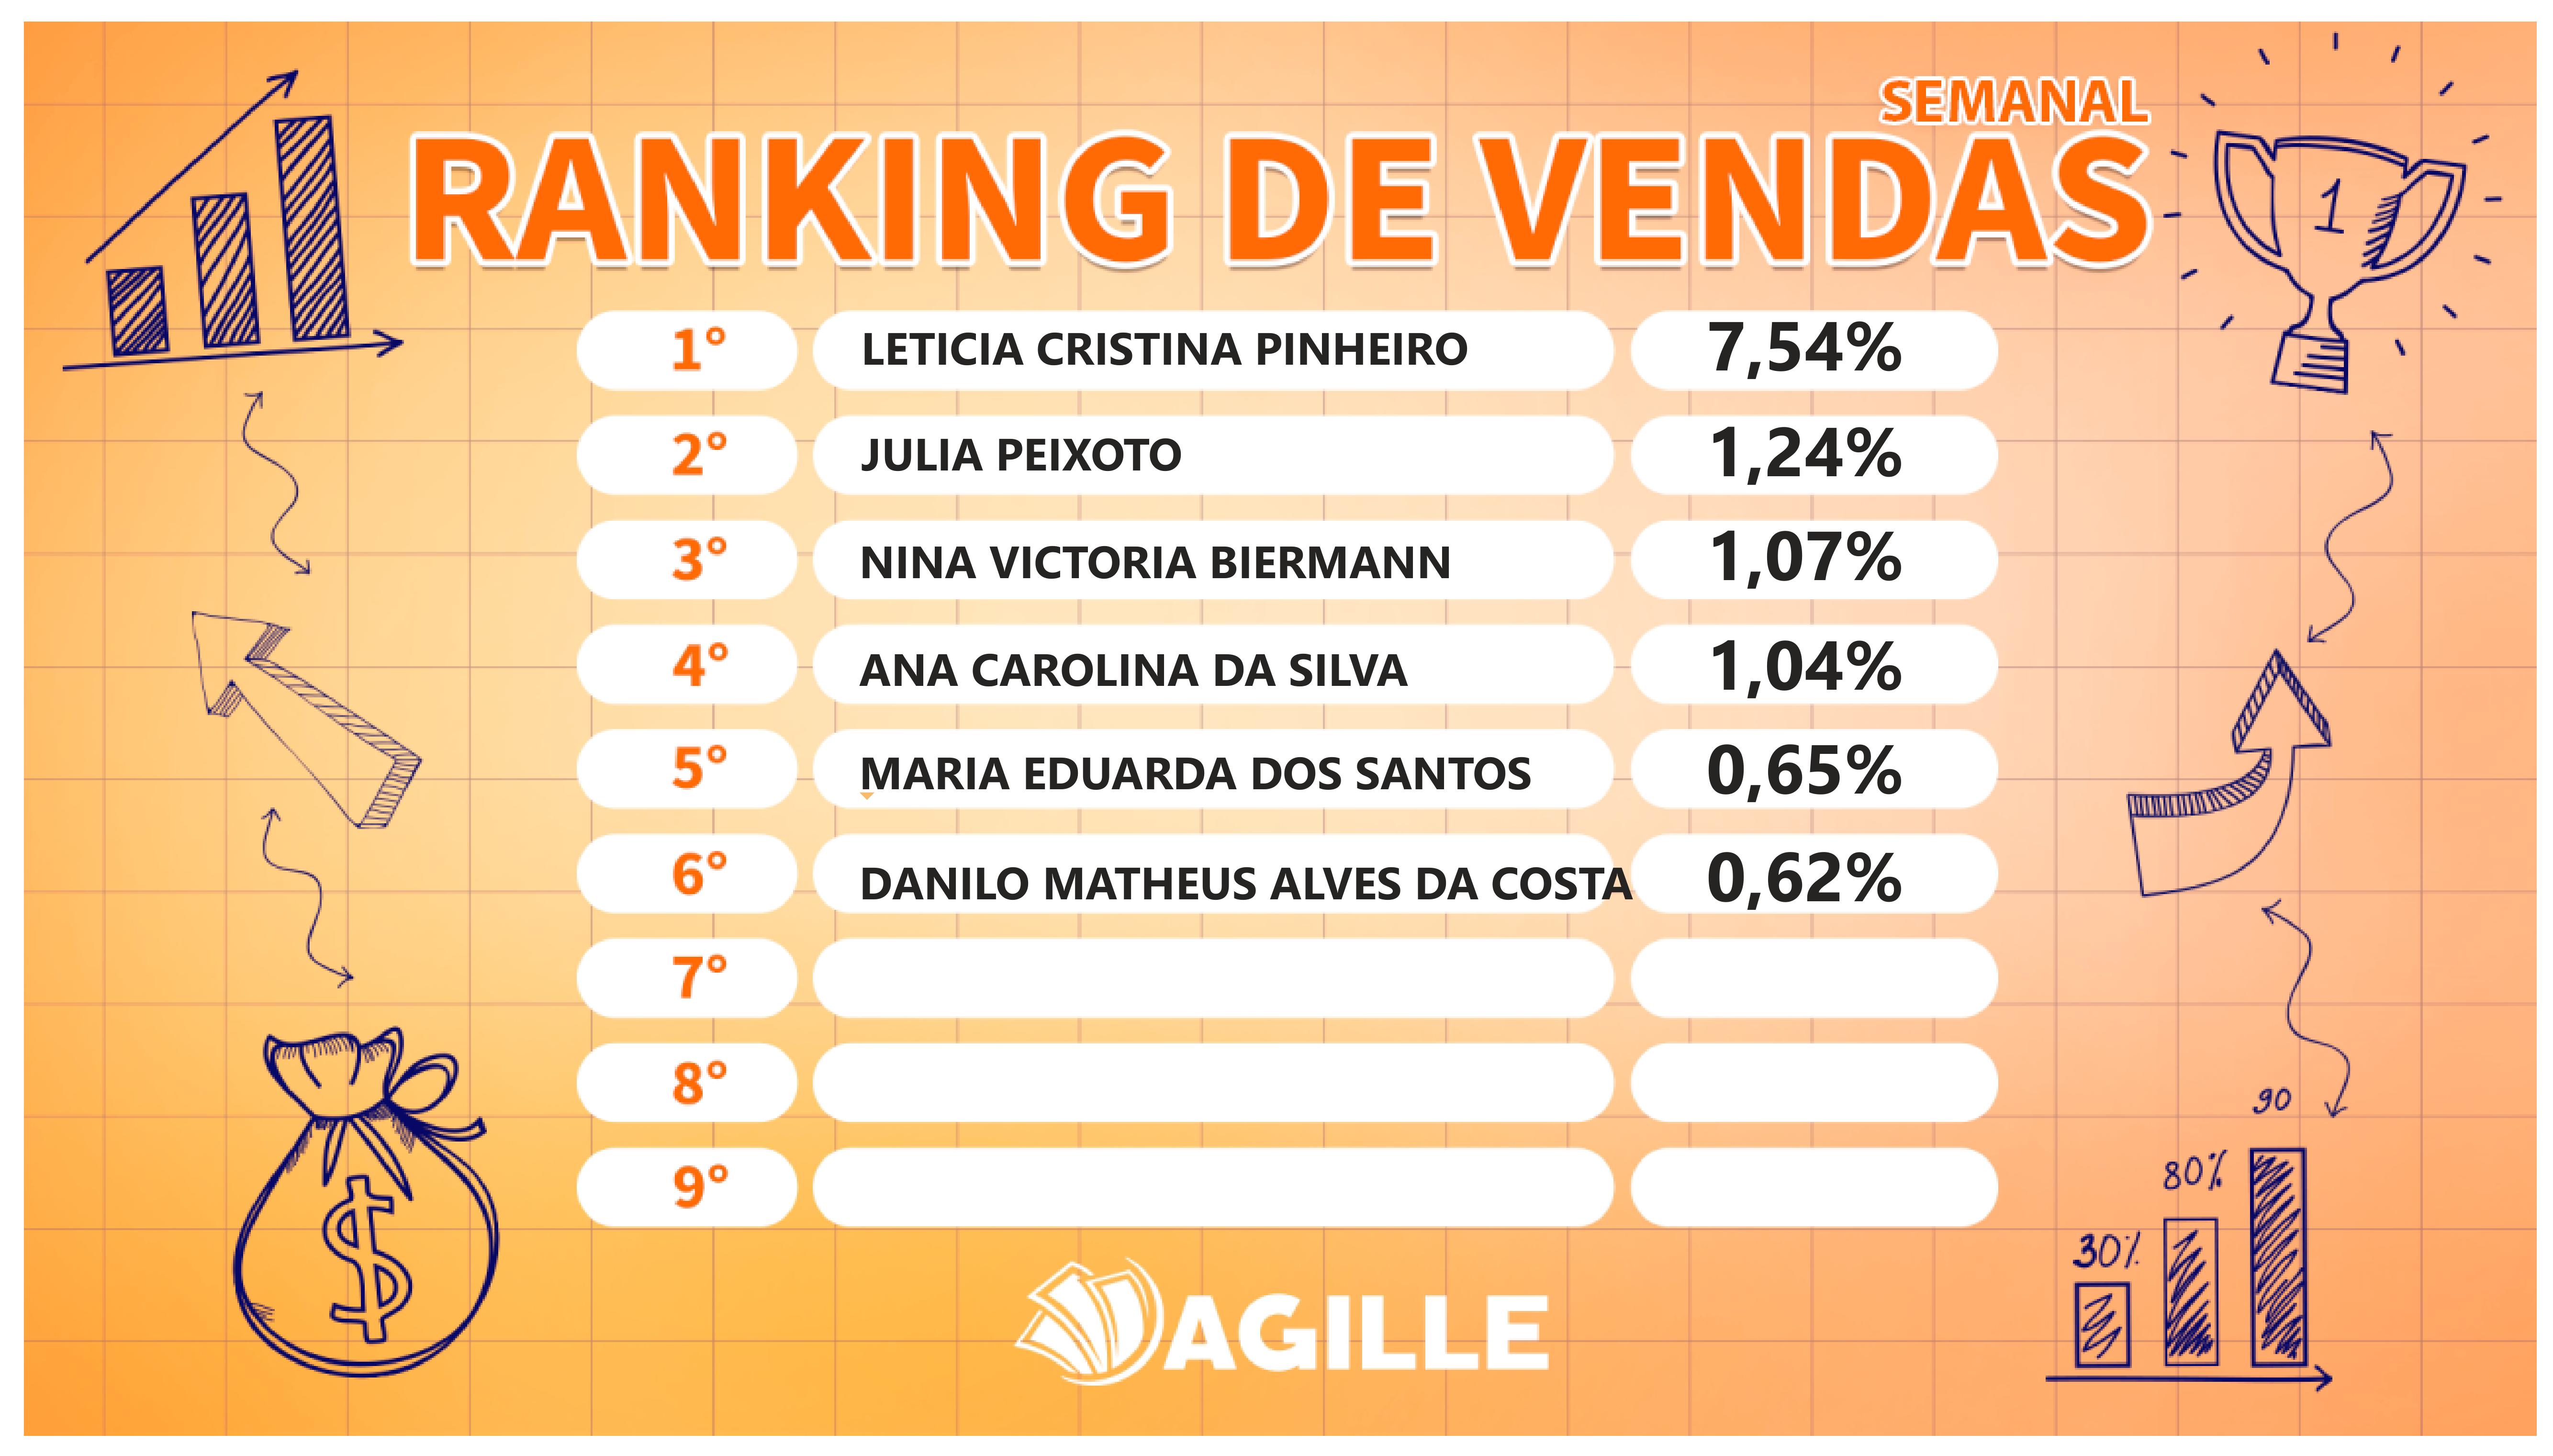 SEMANAL
RANKING DE VENDAS
1
1° LETICIA CRISTINA PINHEIRO 7,54%
2° JULIA PEIXOTO 1,24%
3° NINA VICTORIA BIERMANN 1,07%
4° ANA CAROLINA DA SILVA 1,04%
5° MARIA EDUARDA DOS SANTOS 0,65%
6° DANILO MATHEUS ALVES DA COSTA 0,62%
7°
8°
9°
90
80%
30%
$
AGILLE